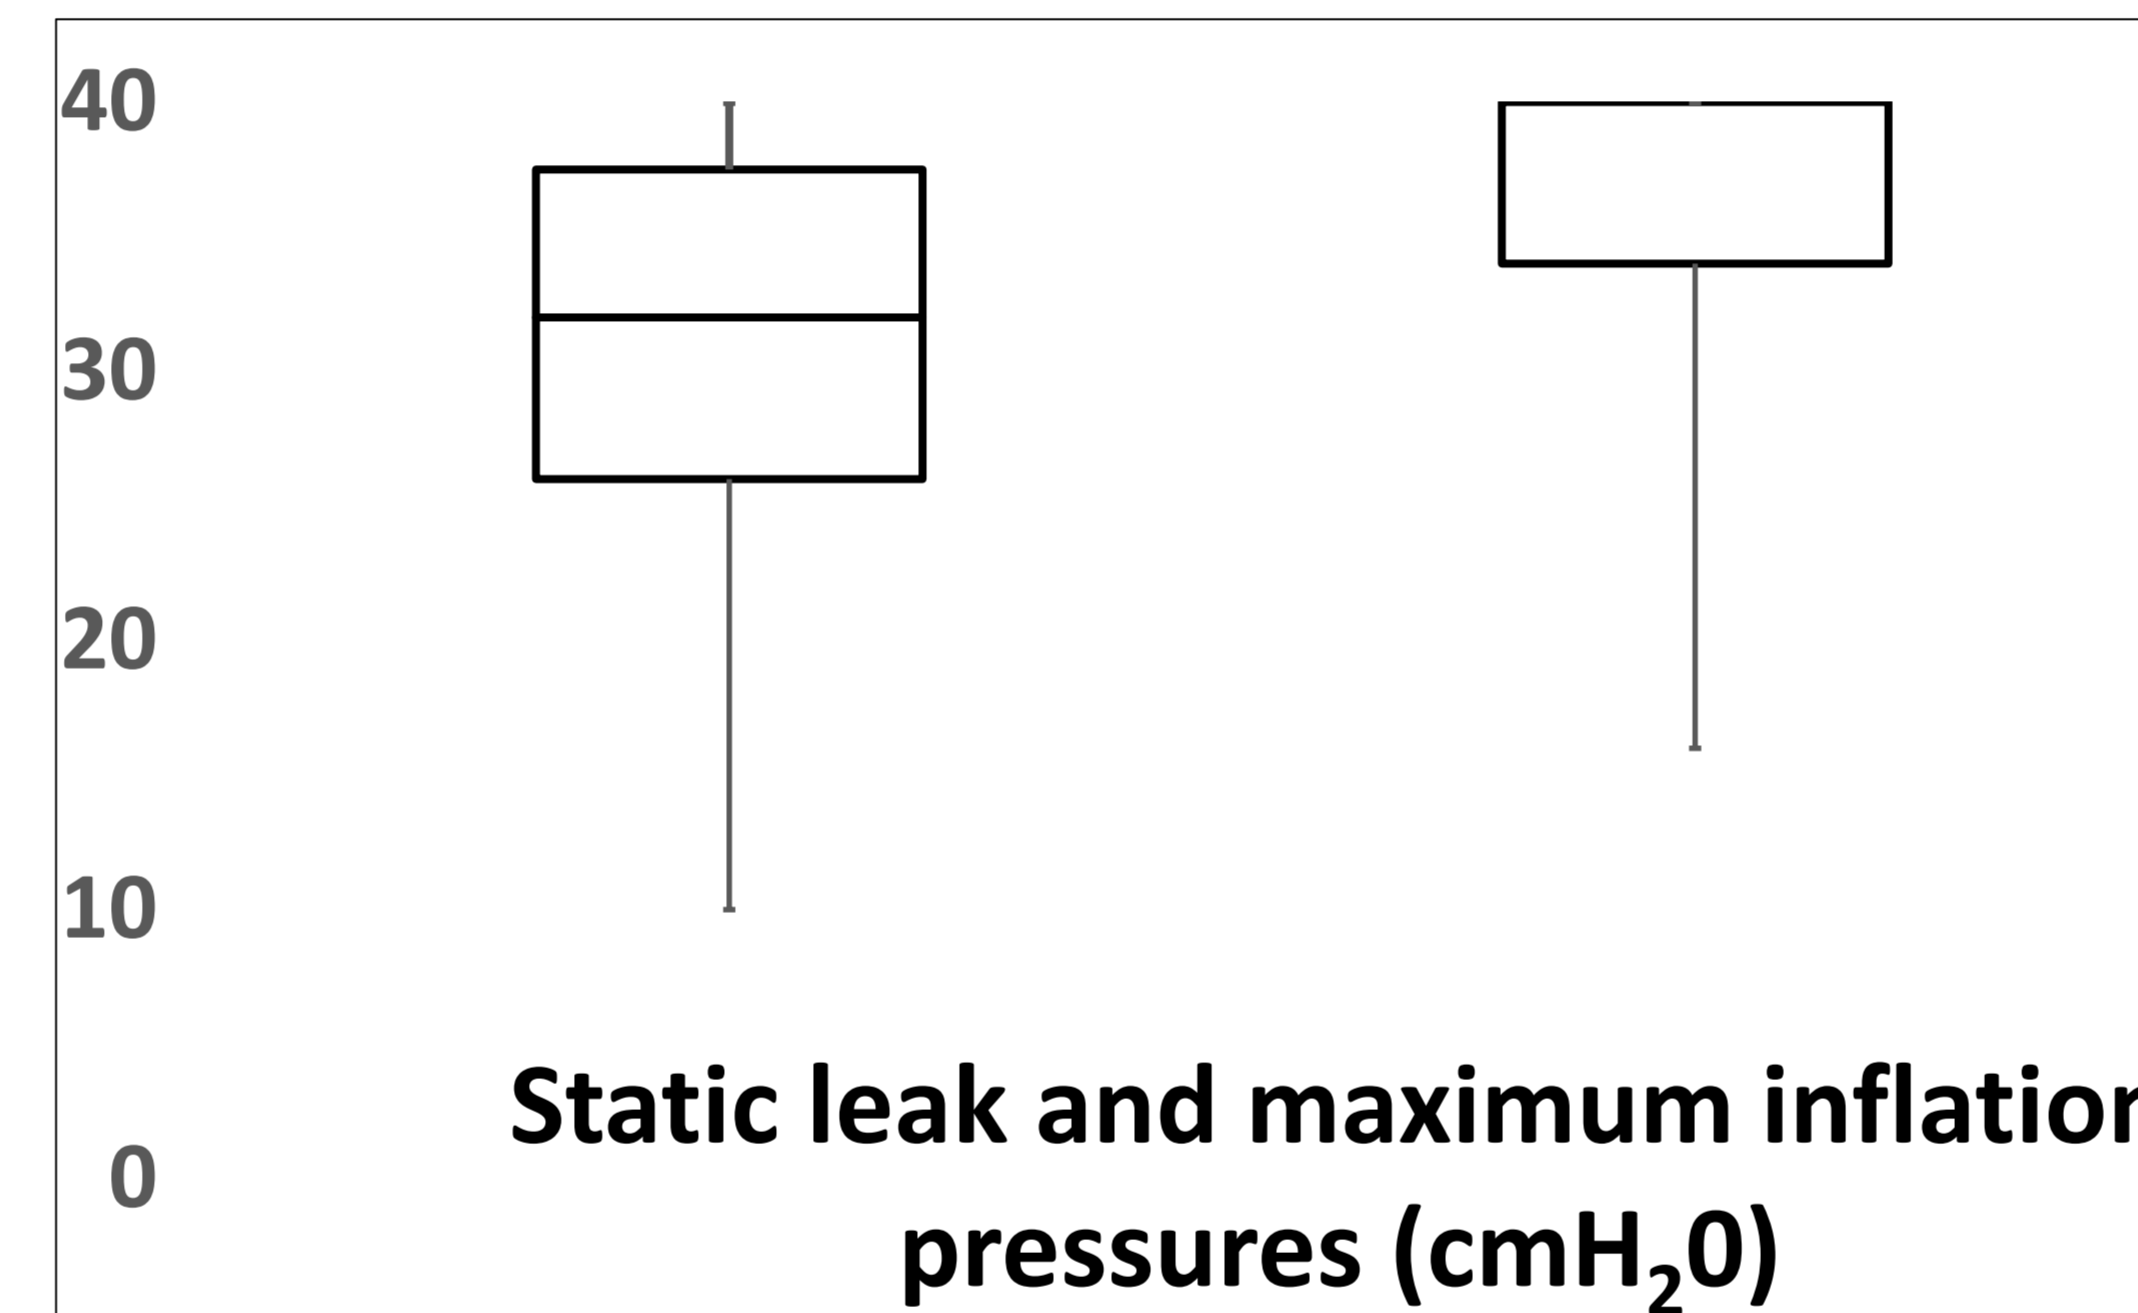 40
30
20
10
0
Static leak and maximum inflation
pressures (cmH₂0)